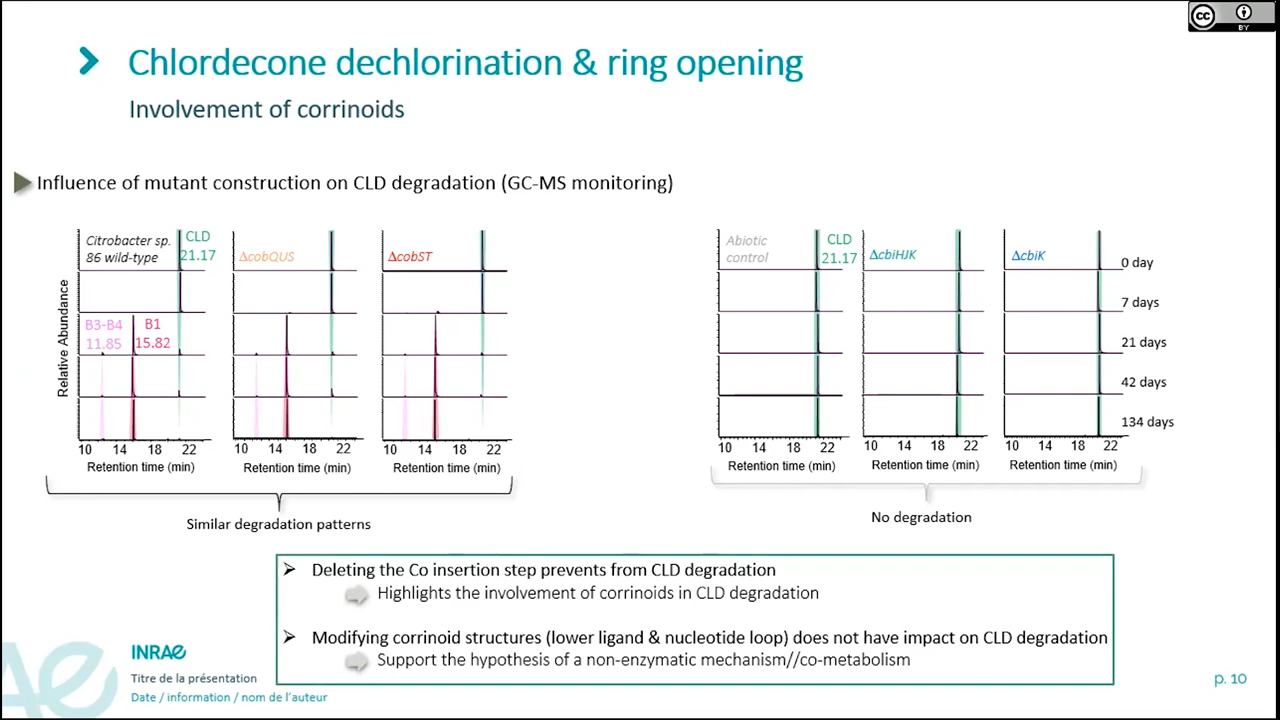 CC BY
Chlordecone dechlorination & ring opening
Involvement of corrinoids
Influence of mutant construction on CLD degradation (GC-MS monitoring)
Relative Abundance
Citrobacter sp.
86 wild-type
CLD
21.17
B3-B4
11.85
B1
15.82
10 14 18 22
Retention time (min)
ΔcobQUS
10 14 18 22
Retention time (min)
ΔcobST
10 14 18 22
Retention time (min)
Similar degradation patterns
Abiotic
control
CLD
21.17
10 14 18 22
Retention time (min)
ΔcbiHJK
10 14 18 22
Retention time (min)
ΔcbiK
10 14 18 22
Retention time (min)
0 day
7 days
21 days
42 days
134 days
No degradation
Deleting the Co insertion step prevents from CLD degradation
Highlights the involvement of corrinoids in CLD degradation
Modifying corrinoid structures (lower ligand & nucleotide loop) does not have impact on CLD degradation
Support the hypothesis of a non-enzymatic mechanism//co-metabolism
INRAE
Titre de la présentation
Date / information / nom de l'auteur
p. 10